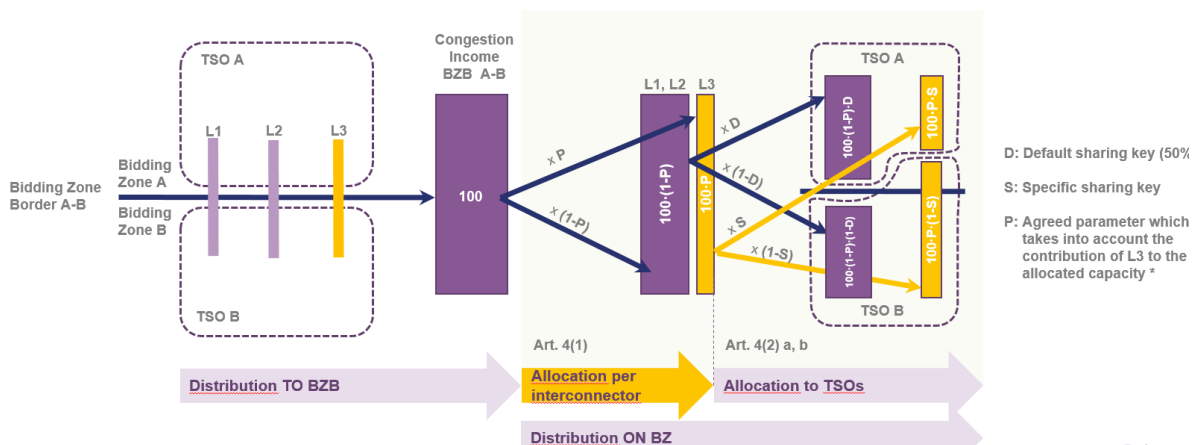 TSO A
L1
L2
L3
Bidding
Zone A
Bidding Zone
Border A-B
Bidding
Zone B
TSO B
Congestion
Income
BZB A-B
100
x P
x (1-P)
L1, L2
L3
100·(1-P)
100·P
x D
x (1-D)
x S
x (1-S)
TSO A
100·(1-P)·D
100·P·S
100·(1-P)·(1-D)
100·P·(1-S)
TSO B
D: Default sharing key (50%
S: Specific sharing key
P: Agreed parameter which
takes into account the
contribution of L3 to the
allocated capacity *
Art. 4(1)
Art. 4(2) a, b
Distribution TO BZB
Allocation per
interconnector
Allocation to TSOs
Distribution ON BZ